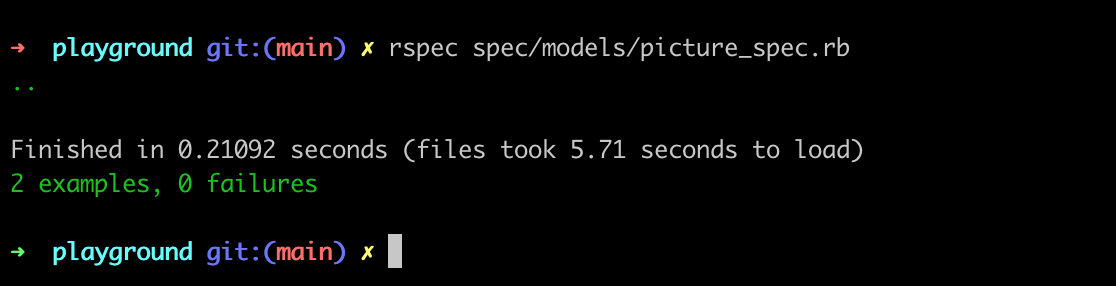 ➜  playground git:(main) ✗ rspec spec/models/picture_spec.rb
..
Finished in 0.21092 seconds (files took 5.71 seconds to load)
2 examples, 0 failures
➜  playground git:(main) ✗